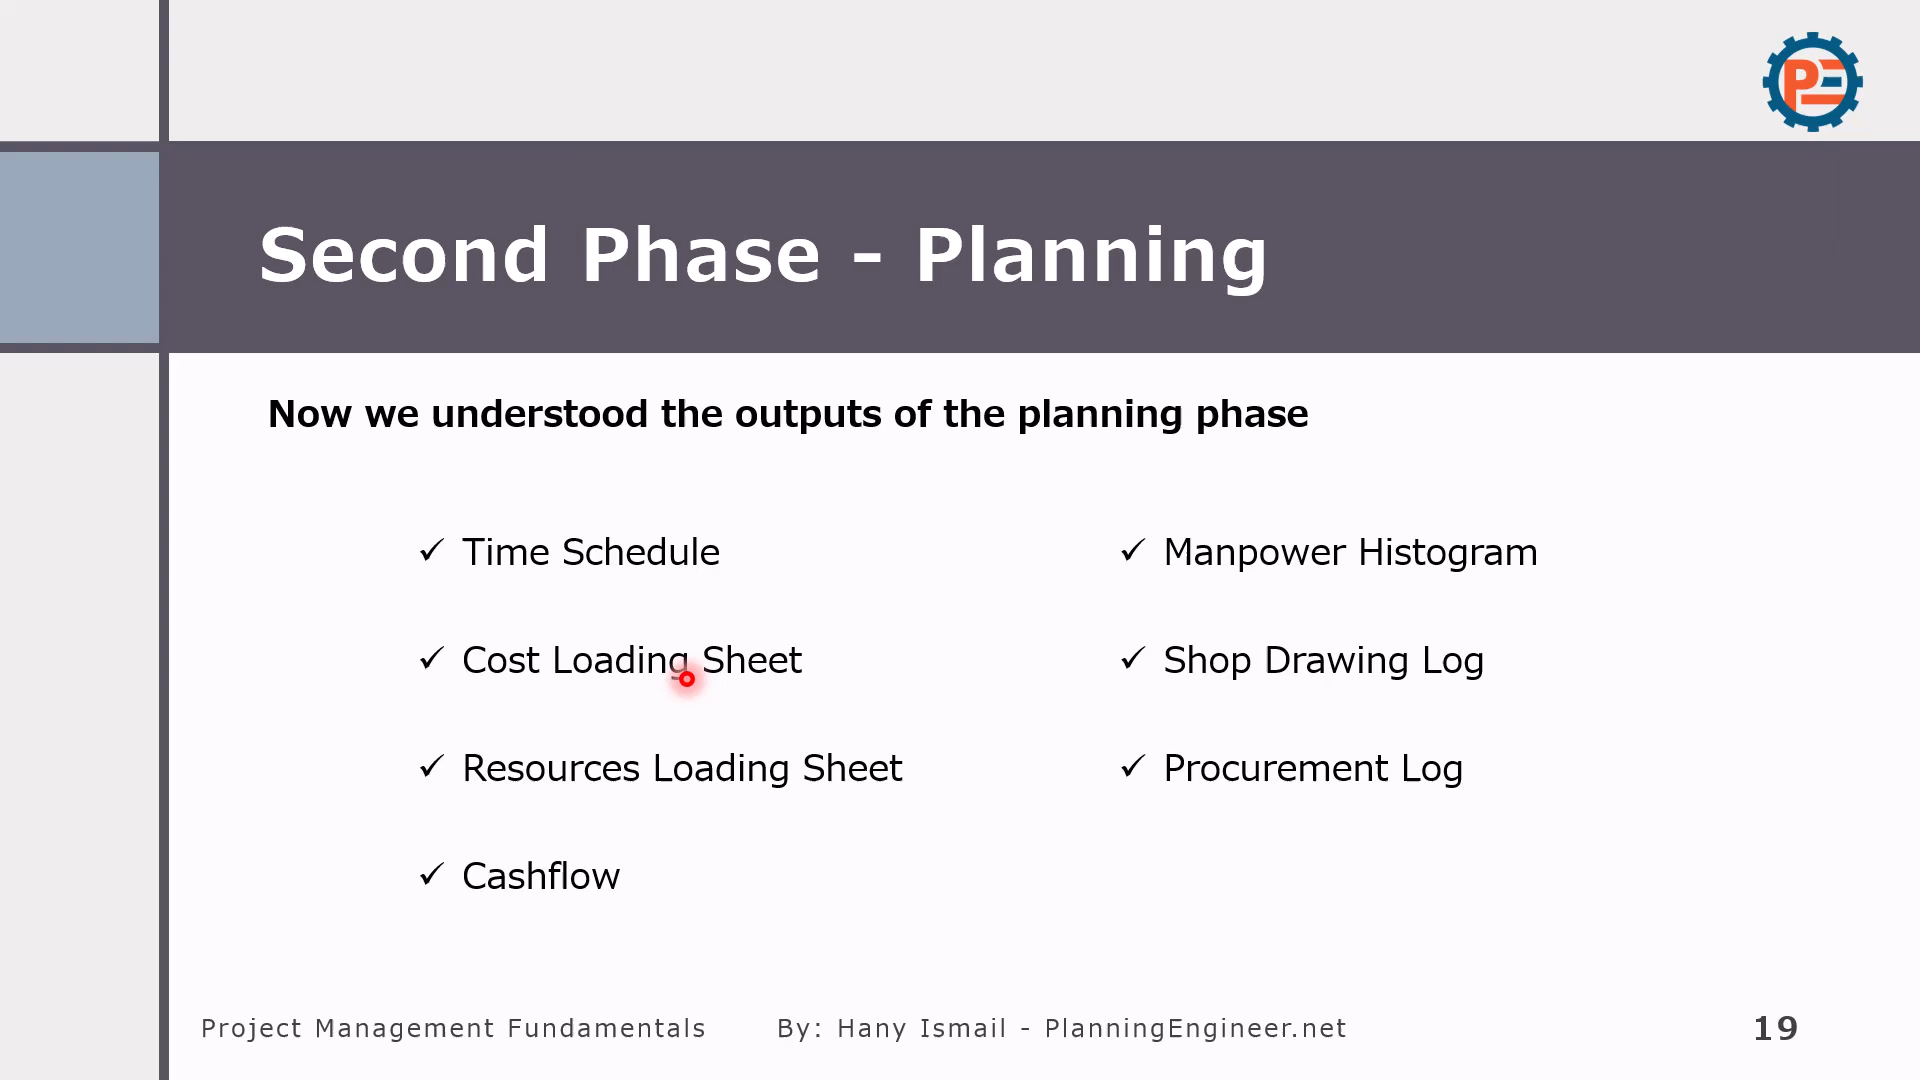 PE
Second Phase - Planning
Now we understood the outputs of the planning phase
✓ Time Schedule
✓ Cost Loading Sheet
✓ Resources Loading Sheet
✓ Cashflow
✓ Manpower Histogram
✓ Shop Drawing Log
✓ Procurement Log
Project Management Fundamentals By: Hany Ismail - PlanningEngineer.net 19